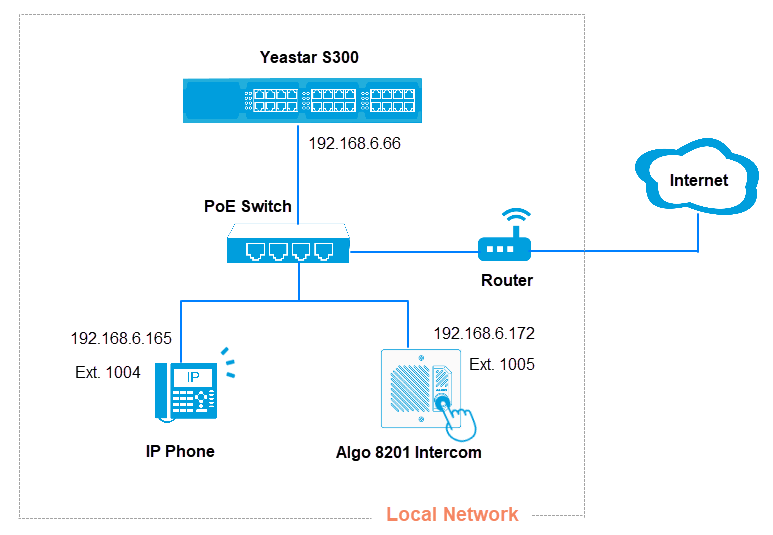 Yeastar S300
192.168.6.66
Internet
PoE Switch
Router
192.168.6.165
192.168.6.172
Ext. 1004
Ext. 1005
IP
IP Phone
Algo 8201 Intercom
Local Network